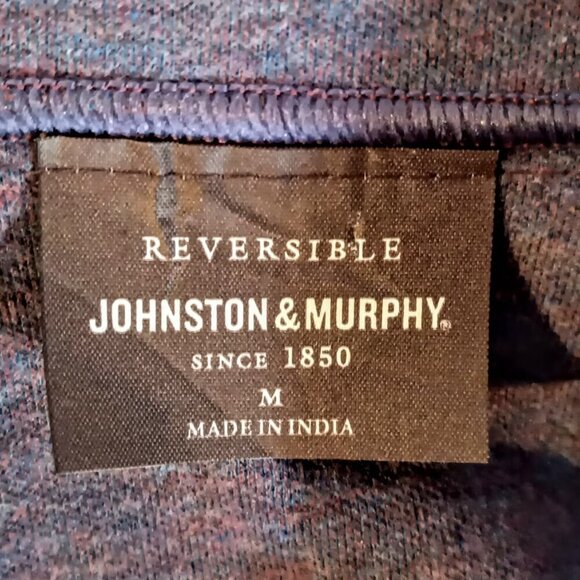 REVERSIBLE
JOHNSTON & MURPHY®
SINCE 1850
M
MADE IN INDIA